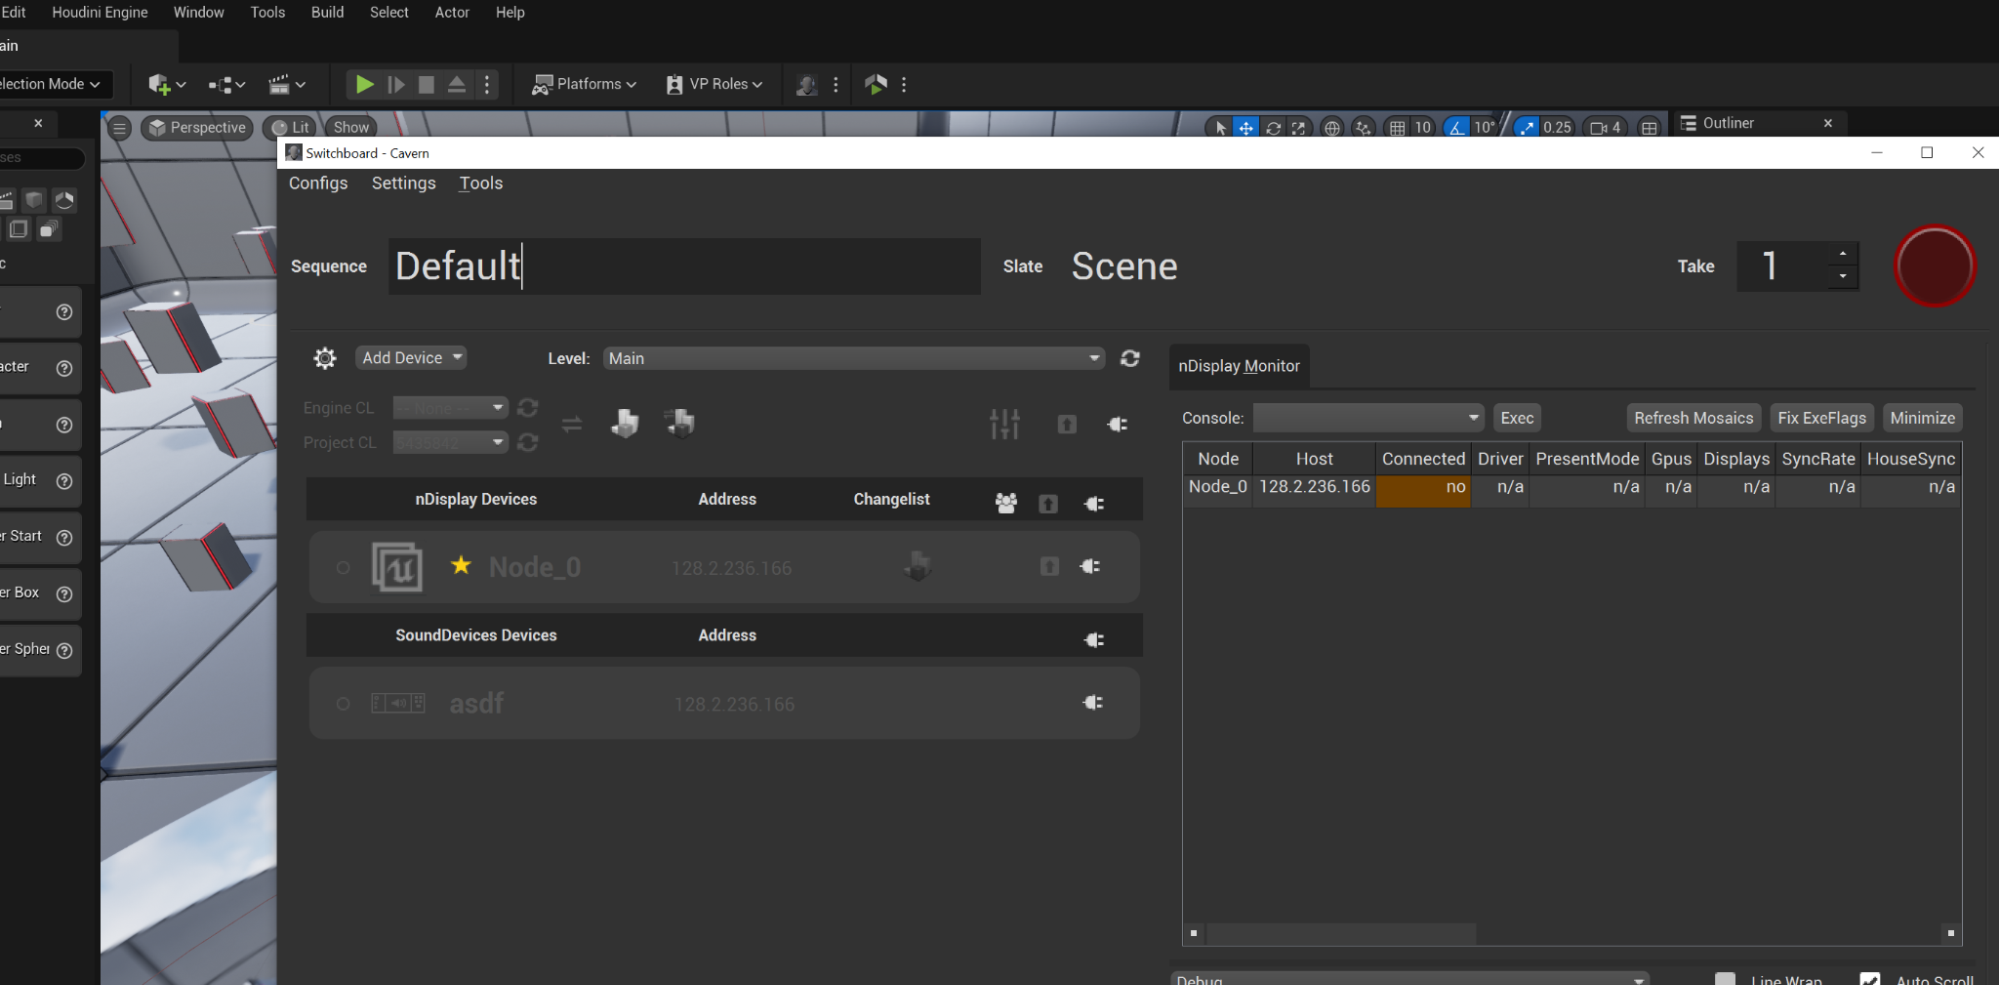 Edit Houdini Engine Window Tools Build Select Actor Help
ain
election Mode
Platforms VP Roles
Perspective Lit Show 10 10° 0.25 4 Outliner
ses
Switchboard - Cavern
Configs Settings Tools
c
Sequence Default Slate Scene Take 1
Add Device Level: Main
nDisplay Monitor
acter
Engine CL -- None --
Console: Exec Refresh Mosaics Fix ExeFlags Minimize
Project CL
Node Host Connected Driver PresentMode Gpus Displays SyncRate HouseSync
Node_0 128.2.236.166 no n/a n/a n/a n/a n/a n/a
Light
nDisplay Devices Address Changelist
er Start
Node_0 128.2.236.166
er Box
SoundDevices Devices Address
er Spher
asdf 128.2.236.166
Debug Line Wrap Auto Scroll